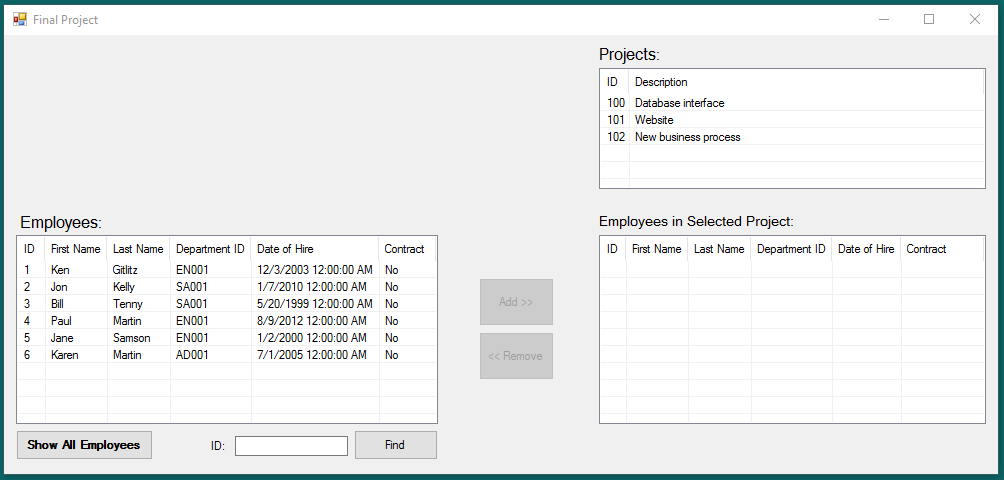 Final Project
Projects:
ID Description
100 Database interface
101 Website
102 New business process
Employees:
ID First Name Last Name Department ID Date of Hire Contract
1 Ken Gitlitz EN001 12/3/2003 12:00:00 AM No
2 Jon Kelly SA001 1/7/2010 12:00:00 AM No
3 Bill Tenny SA001 5/20/1999 12:00:00 AM No
4 Paul Martin EN001 8/9/2012 12:00:00 AM No
5 Jane Samson EN001 1/2/2000 12:00:00 AM No
6 Karen Martin AD001 7/1/2005 12:00:00 AM No
Show All Employees ID: Find
Add >>
<< Remove
Employees in Selected Project:
ID First Name Last Name Department ID Date of Hire Contract